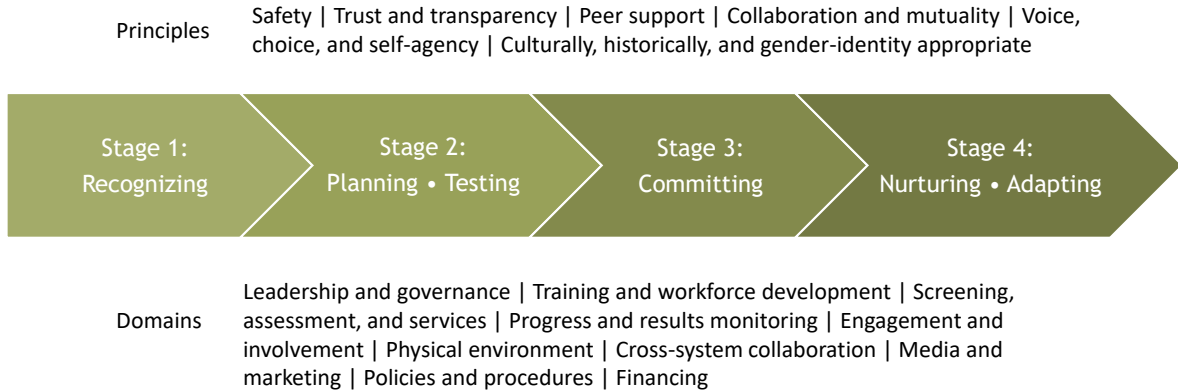 Principles
Safety | Trust and transparency | Peer support | Collaboration and mutuality | Voice,
choice, and self-agency | Culturally, historically, and gender-identity appropriate
Stage 1:
Recognizing
Stage 2:
Planning • Testing
Stage 3:
Committing
Stage 4:
Nurturing • Adapting
Domains
Leadership and governance | Training and workforce development | Screening,
assessment, and services | Progress and results monitoring | Engagement and
involvement | Physical environment | Cross-system collaboration | Media and
marketing | Policies and procedures | Financing